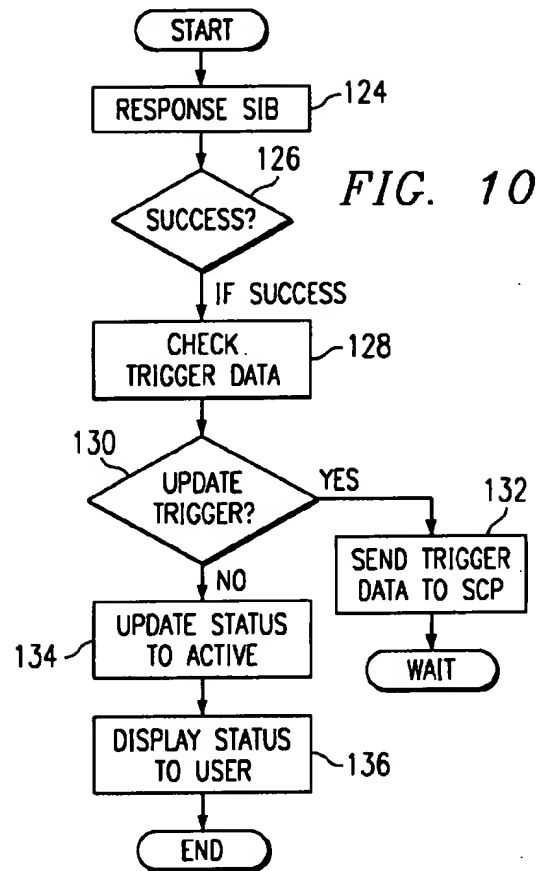 START
RESPONSE SIB
124
126
FIG. 10
SUCCESS?
IF SUCCESS
CHECK
TRIGGER DATA
128
130
UPDATE
TRIGGER?
YES
132
SEND TRIGGER
DATA TO SCP
WAIT
NO
UPDATE STATUS
TO ACTIVE
134
DISPLAY STATUS
TO USER
136
END